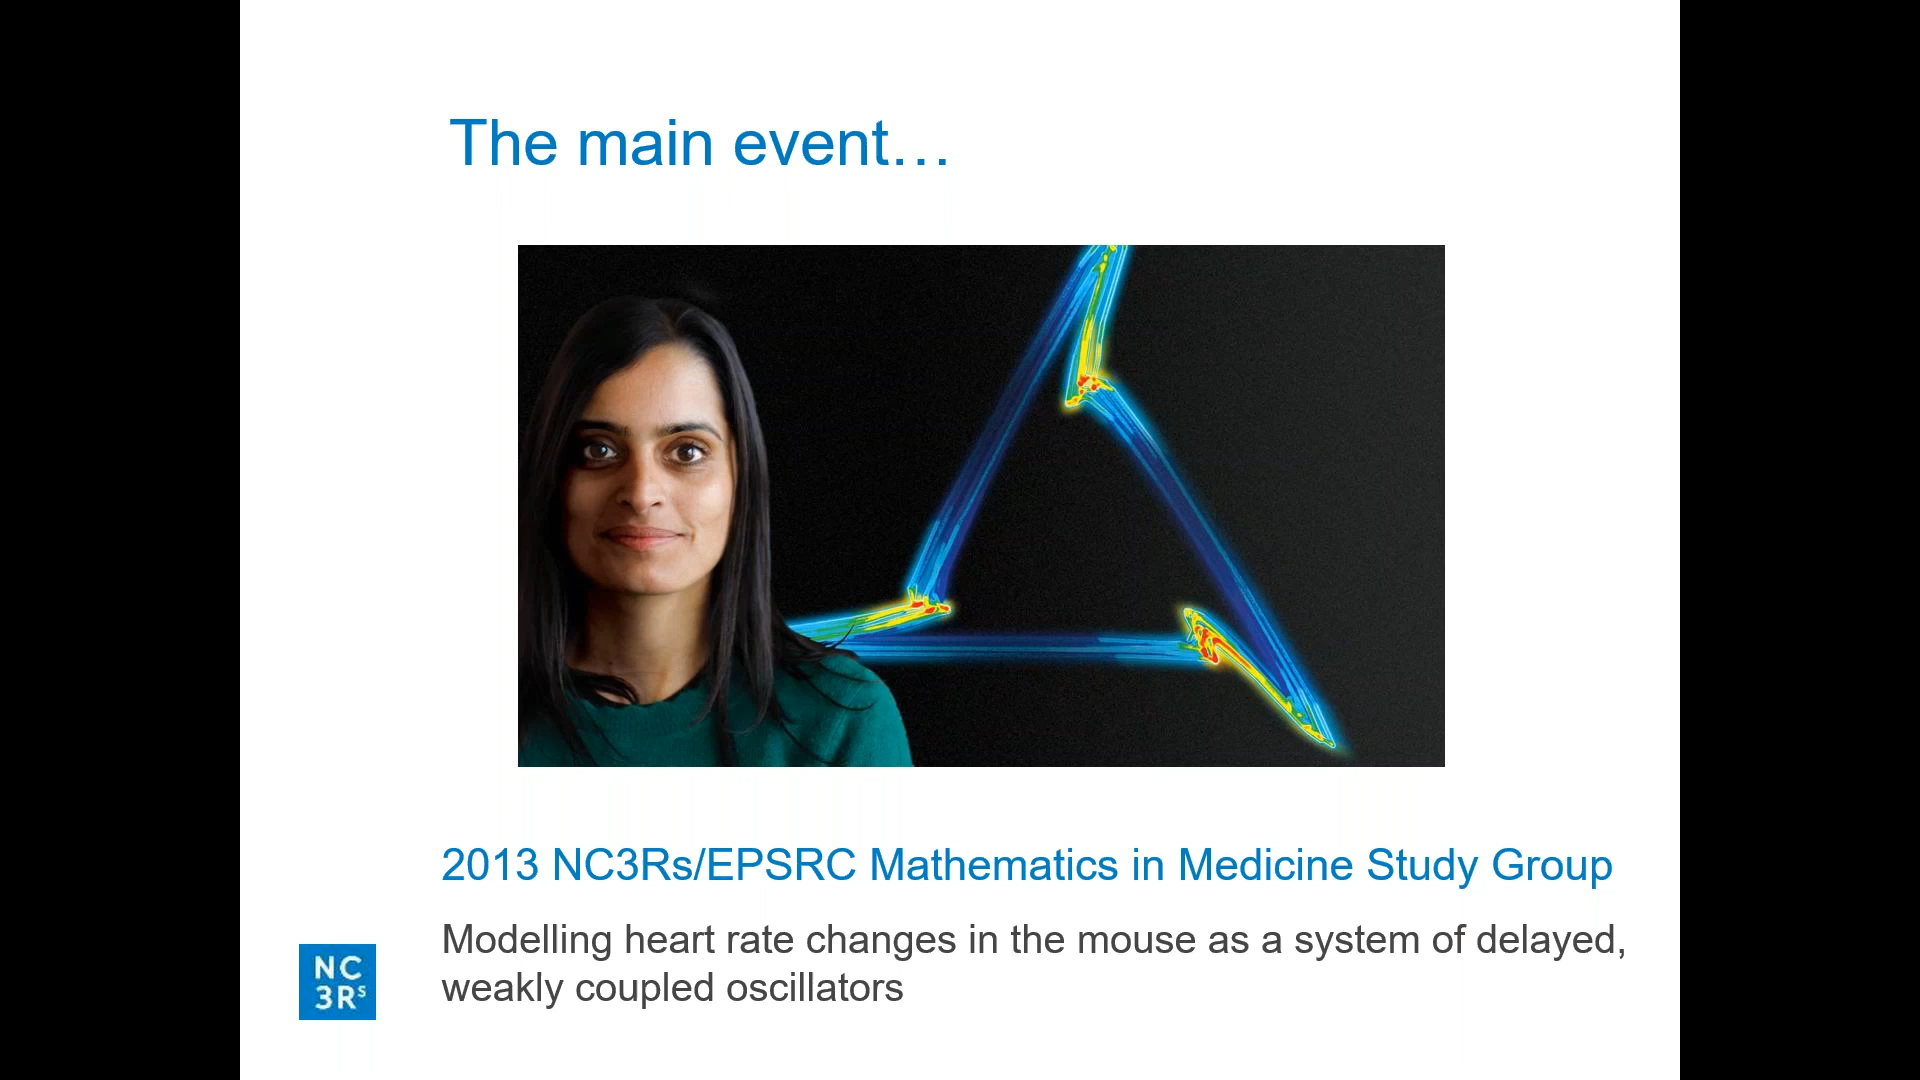 The main event…
2013 NC3Rs/EPSRC Mathematics in Medicine Study Group
Modelling heart rate changes in the mouse as a system of delayed,
weakly coupled oscillators
NC
3Rs